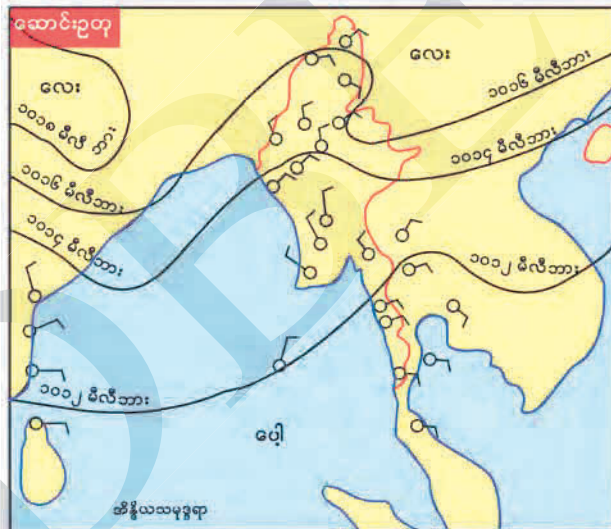 ဆောင်းဥတု
လေး
လေး
၁၀၁၈ မီလီ ဘား
၁၀၁၆ မီလီဘား
၁၀၁၆ မီလီဘား
၁၀၁၄ မီလီဘား
၁၀၁၄ မီလီဘား
၁၀၁၂ မီလီဘား
၁၀၁၂ မီလီဘား
ပေါ့
အိန္ဒိယသမုဒ္ဒရာ